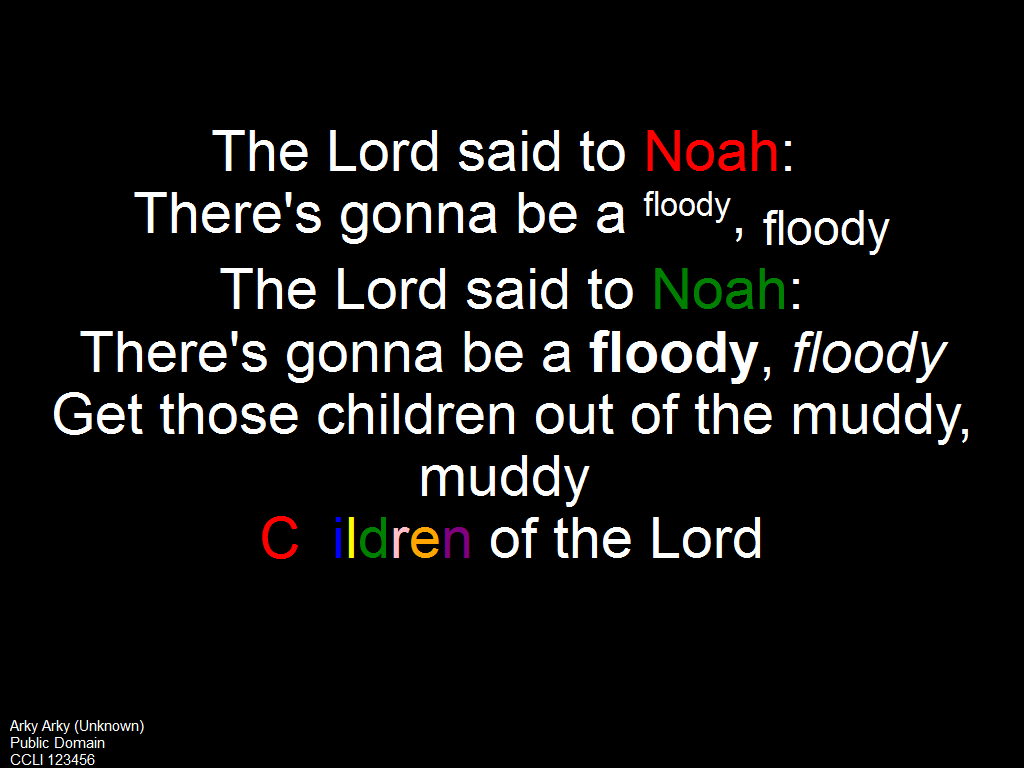 The Lord said to Noah:
There's gonna be a floody, floody
The Lord said to Noah:
There's gonna be a floody, floody
Get those children out of the muddy,
muddy
C ildren of the Lord
Arky Arky (Unknown)
Public Domain
CCLI 123456